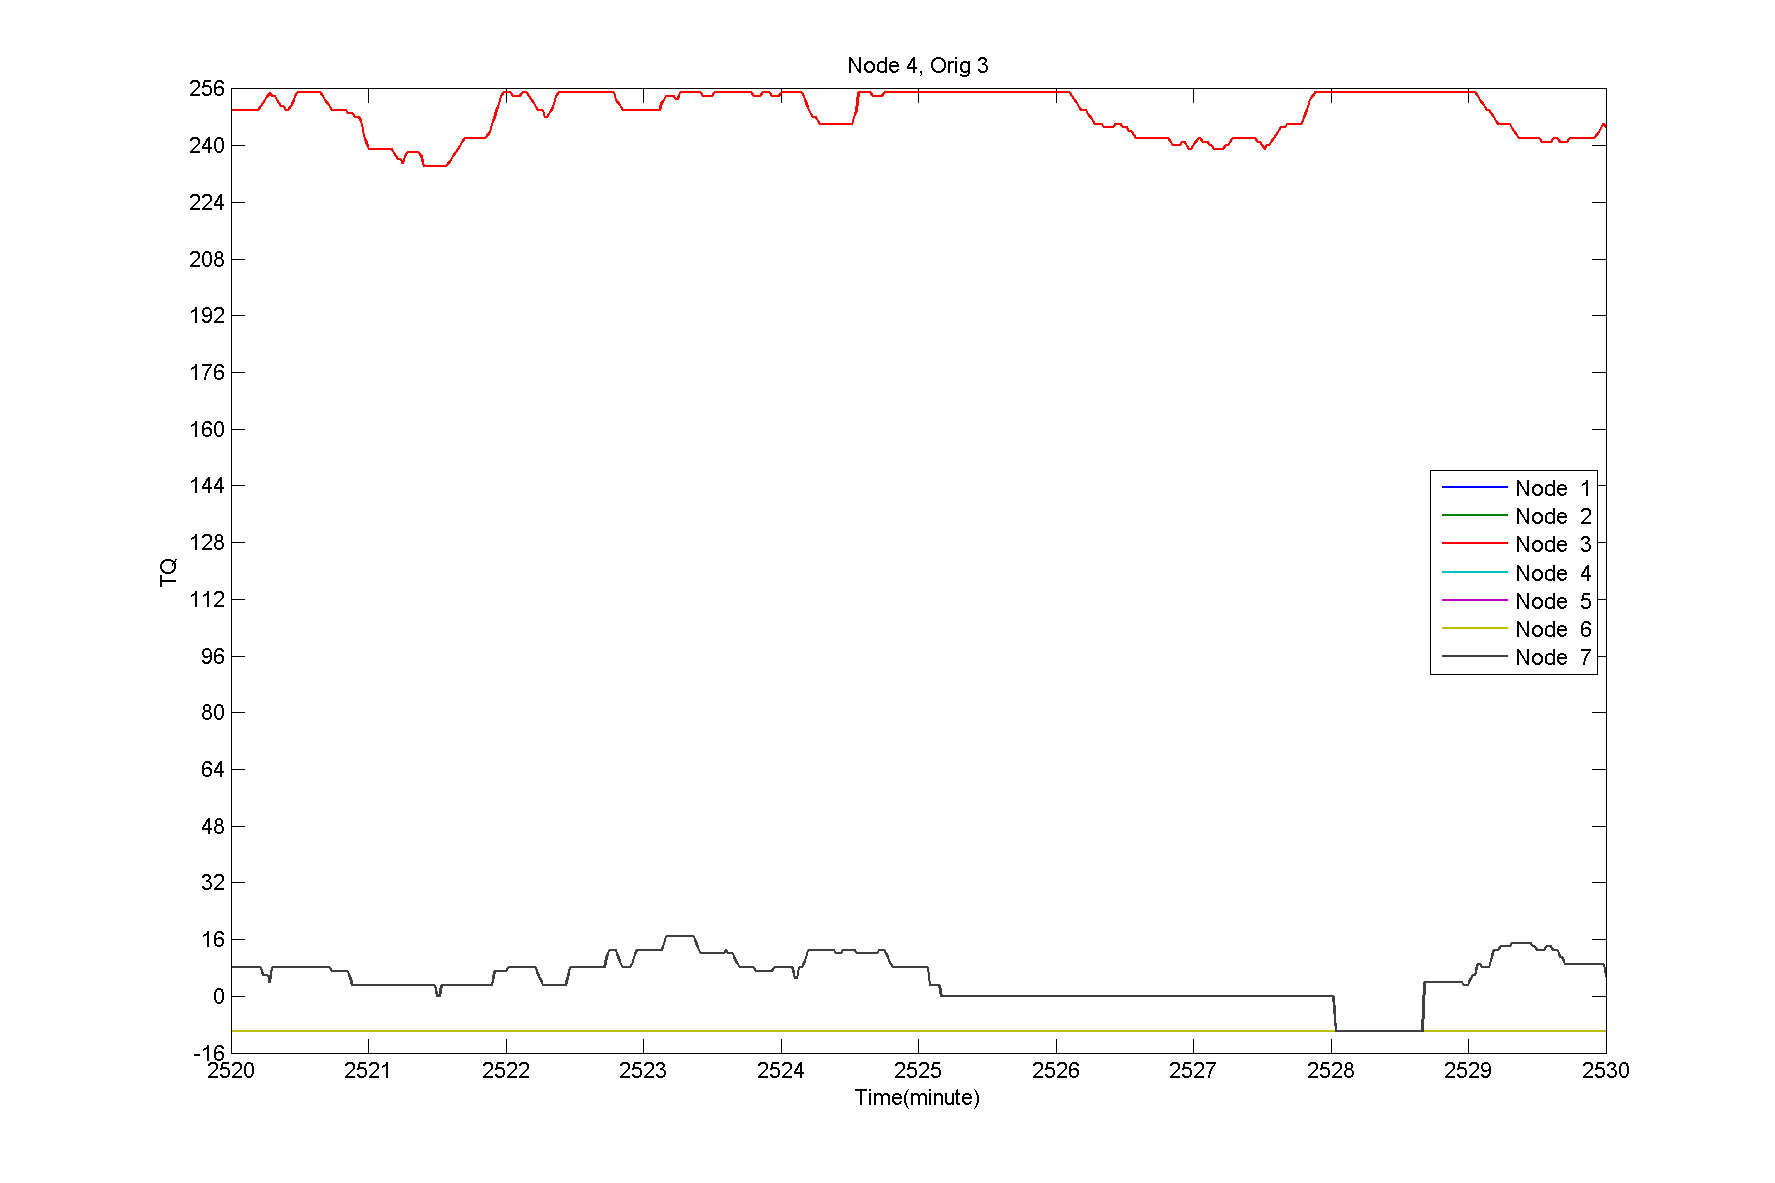 Node 4, Orig 3
256
240
224
208
192
176
160
144
128
112
96
80
64
48
32
16
0
-16
TQ
Node 1
Node 2
Node 3
Node 4
Node 5
Node 6
Node 7
2520 2521 2522 2523 2524 2525 2526 2527 2528 2529 2530
Time(minute)